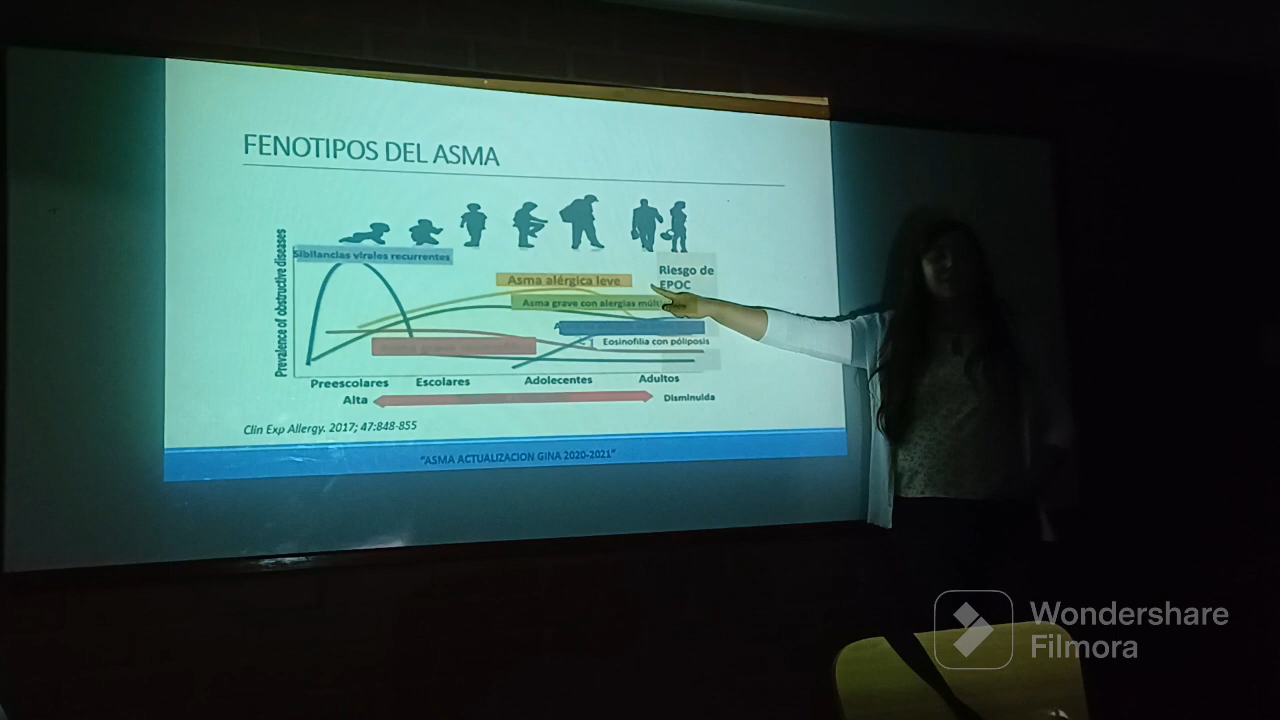 FENOTIPOS DEL ASMA
Prevalence of obstructive diseases
Sibilancias virales recurrentes
Asma alérgica leve
Riesgo de
EPOC
Asma grave con alergias
Eosinofilia con póliposis
Preescolares Escolares Adolecentes Adultos
Alta Disminuida
Clin Exp Allergy. 2017; 47:848-855
"ASMA ACTUALIZACION GINA 2020-2021"
Wondershare
Filmora